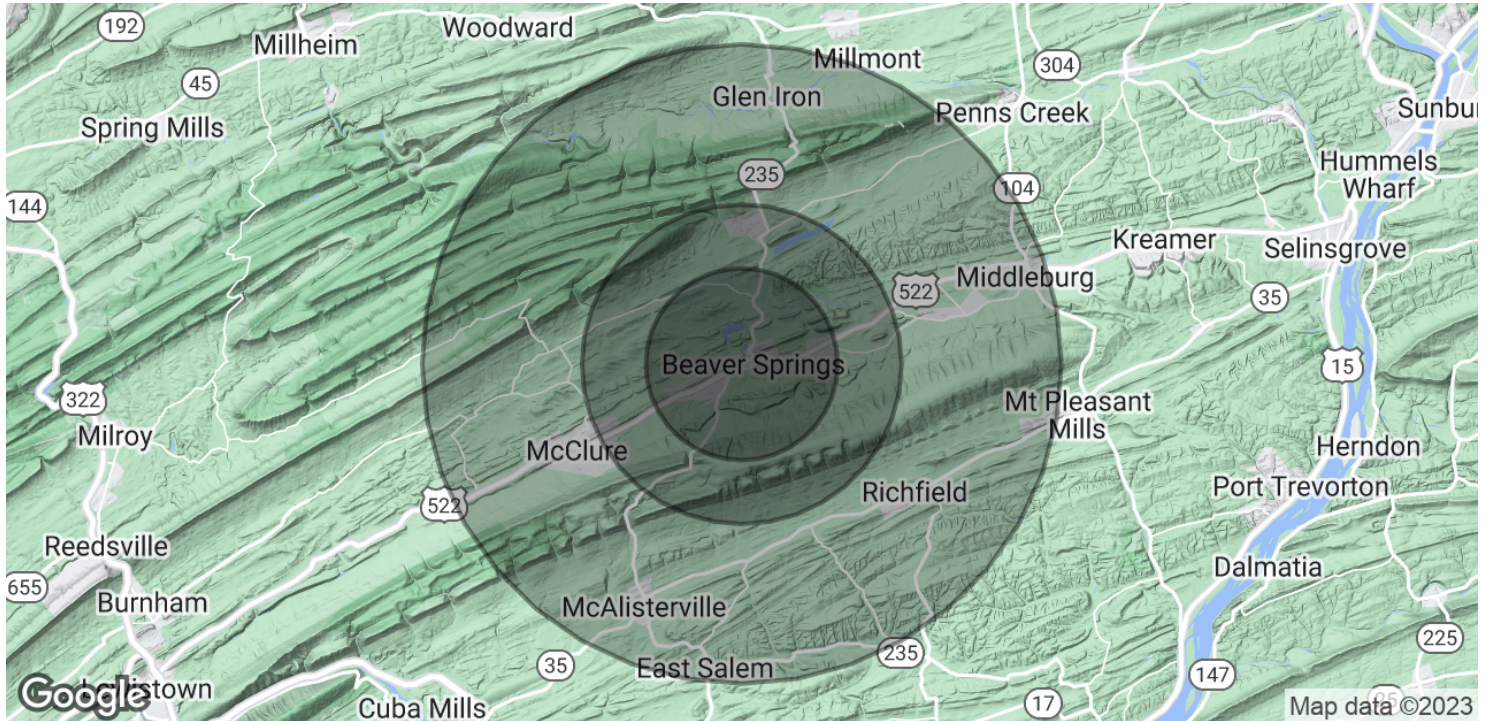 192
Woodward
Millheim
Millmont
304
45
Glen Iron
Penns Creek
Spring Mills
Hummels
Wharf
235
104
144
Kreamer
Selinsgrove
Middleburg
522
35
Beaver Springs
15
322
Mt Pleasant
Mills
Milroy
McClure
Herndon
Richfield
Port Trevorton
522
Reedsville
Dalmatia
655
Burnham
McAlisterville
225
235
35
East Salem
147
Google
Cuba Mills
17
Map data ©2023